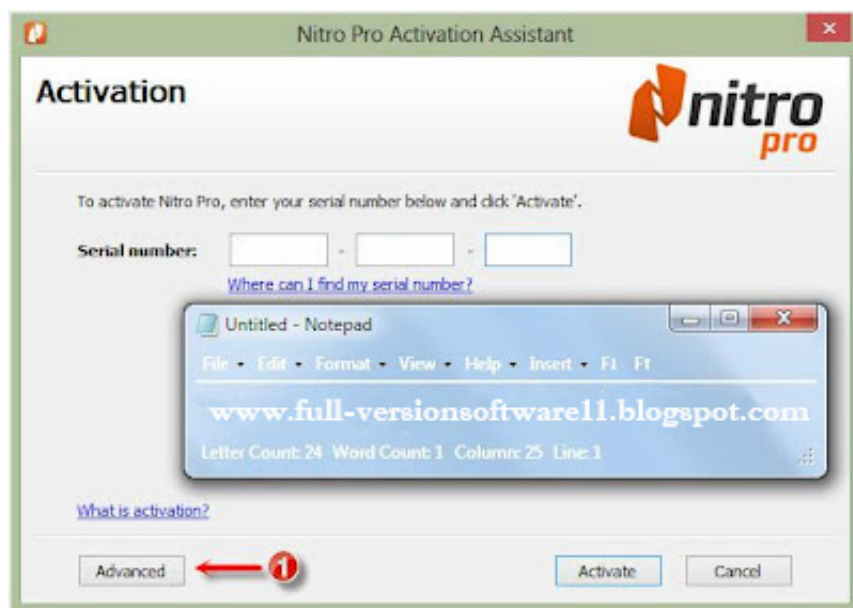 Nitro Pro Activation Assistant
Activation
nitro
pro
To activate Nitro Pro, enter your serial number below and click 'Activate'.
Serial number: - -
Where can I find my serial number?
Untitled - Notepad
File Edit Format View Help Insert F↓ F↑
www.full-versionsoftware11.blogspot.com
Letter Count: 24 Word Count: 1 Column: 25 Line: 1
What is activation?
Advanced 1 Activate Cancel